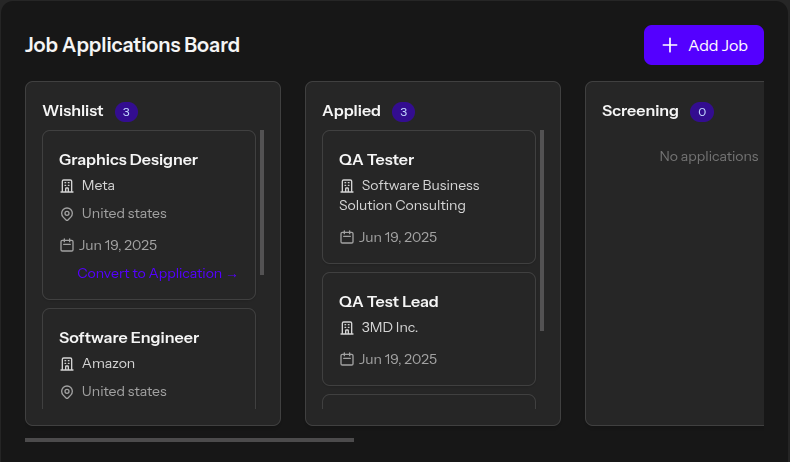 Job Applications Board
Add Job
Wishlist 3
Graphics Designer
Meta
United states
Jun 19, 2025
Convert to Application →
Software Engineer
Amazon
United states
Applied 3
QA Tester
Software Business
Solution Consulting
Jun 19, 2025
QA Test Lead
3MD Inc.
Jun 19, 2025
Screening 0
No applications